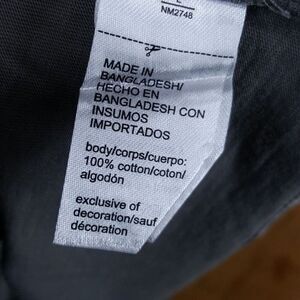 NM2748
MADE IN
BANGLADESH/
HECHO EN
BANGLADESH CON
INSUMOS
IMPORTADOS
body/corps/cuerpo:
100% cotton/coton/
algodón
exclusive of
decoration/sauf
décoration